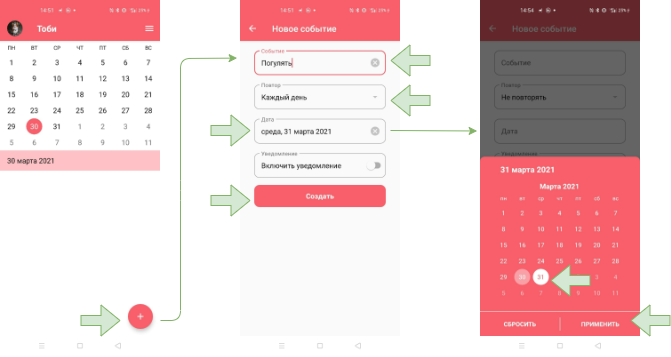 14:51
Тоби
ПН ВТ СР ЧТ ПТ СБ ВС
1 2 3 4 5 6 7
8 9 10 11 12 13 14
15 16 17 18 19 20 21
22 23 24 25 26 27 28
29 30 31 1 2 3 4
5 6 7 8 9 10 11
30 марта 2021
+
14:51
Новое событие
Событие
Погулять
Повтор
Каждый день
Дата
среда, 31 марта 2021
Уведомление
Включить уведомление
Создать
14:54
Новое событие
Событие
Повтор
Не повторять
Дата
Уведомление
31 марта 2021
Марта 2021
пн вт ср чт пт сб вс
1 2 3 4 5 6 7
8 9 10 11 12 13 14
15 16 17 18 19 20 21
22 23 24 25 26 27 28
29 30 31 1 2 3 4
5 6 7 8 9 10 11
СБРОСИТЬ
ПРИМЕНИТЬ